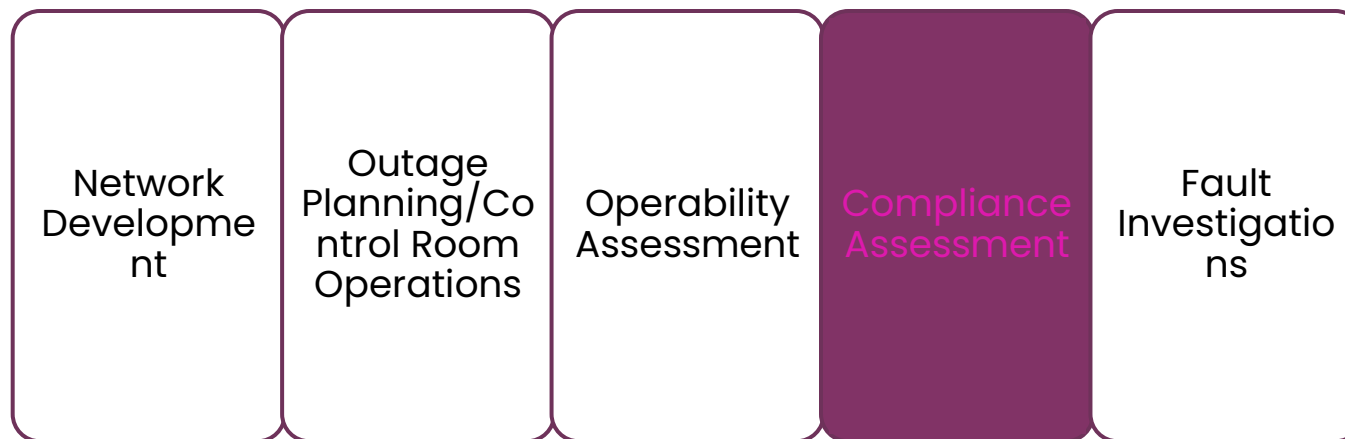 Network
Developme
nt
Outage
Planning/Co
ntrol Room
Operations
Operability
Assessment
Compliance
Assessment
Fault
Investigatio
ns